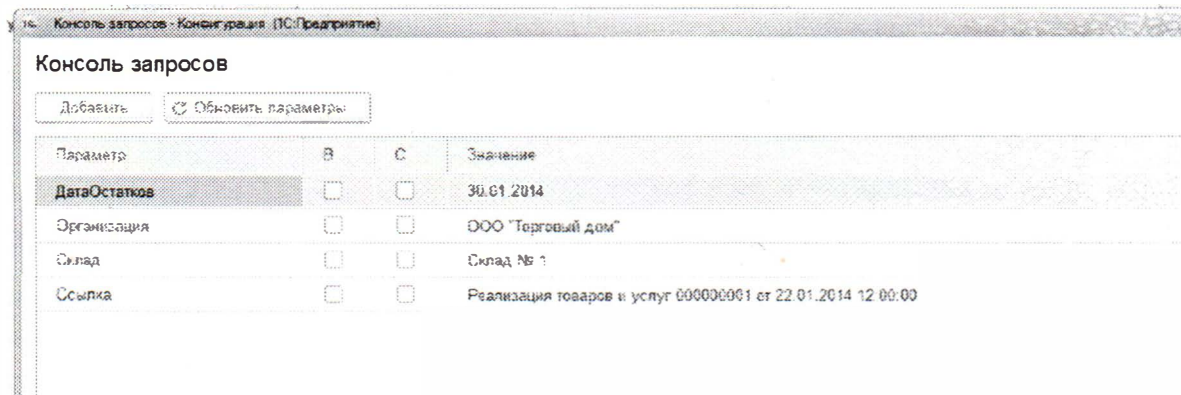 Консоль запросов - Конфигурация (1С:Предприятие)
Консоль запросов
Добавить Обновить параметры
Параметр В С Значение
ДатаОстатков 30.01.2014
Организация ООО "Торговый дом"
Склад Склад № 1
Ссылка Реализация товаров и услуг 000000001 от 22.01.2014 12:00:00